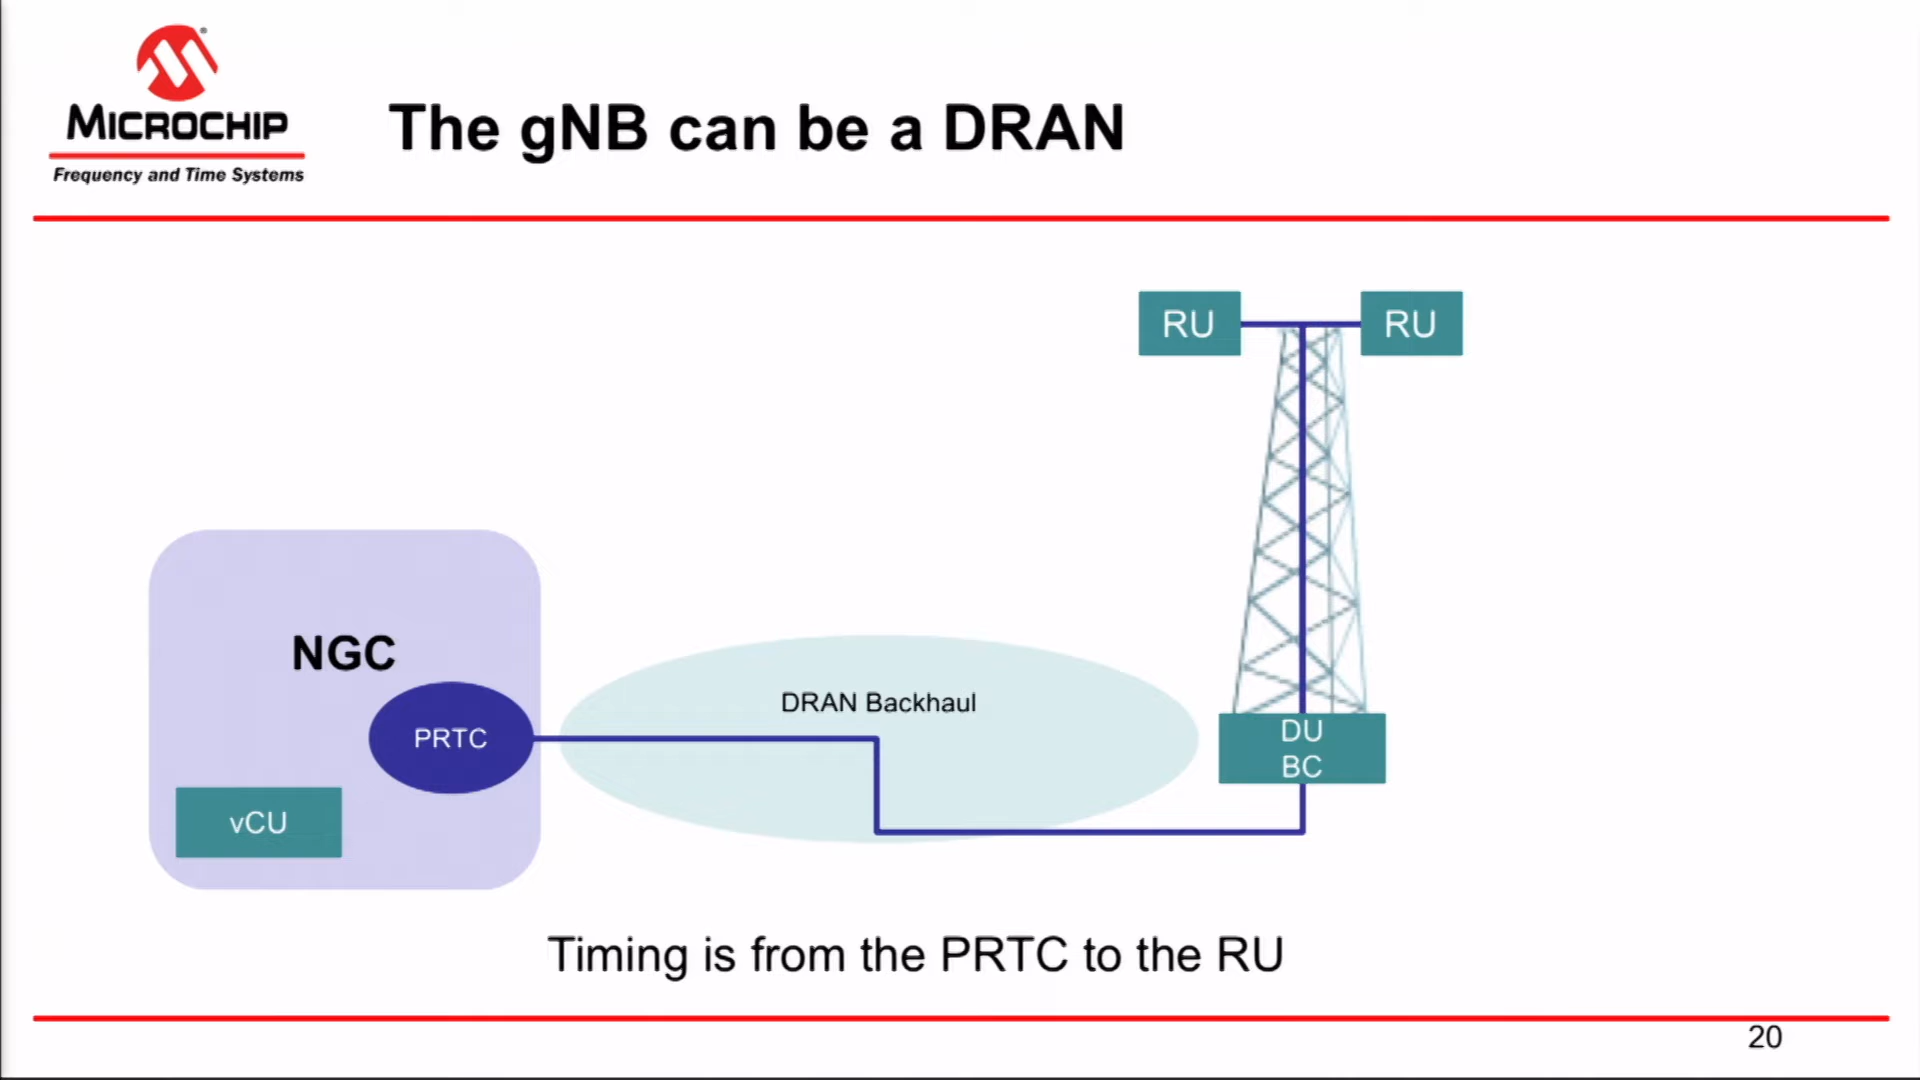 MICROCHIP
Frequency and Time Systems
The gNB can be a DRAN
RU
RU
NGC
PRTC
vCU
DRAN Backhaul
DU
BC
Timing is from the PRTC to the RU
20